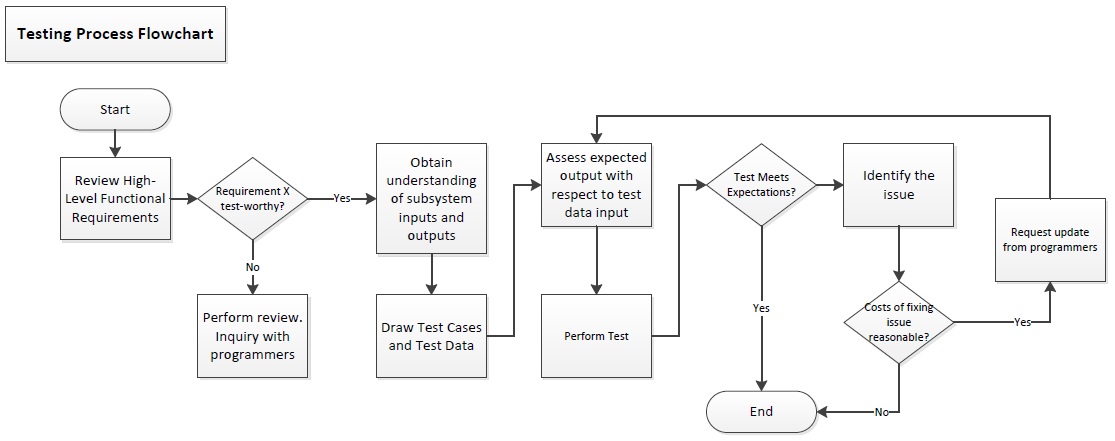 Testing Process Flowchart
Start
Review High-
Level Functional
Requirements
Requirement X
test-worthy?
Yes
No
Perform review.
Inquiry with
programmers
Obtain
understanding
of subsystem
inputs and
outputs
Draw Test Cases
and Test Data
Assess expected
output with
respect to test
data input
Perform Test
Test Meets
Expectations?
Yes
End
Identify the
issue
Costs of fixing
issue
reasonable?
Yes
No
Request update
from programmers